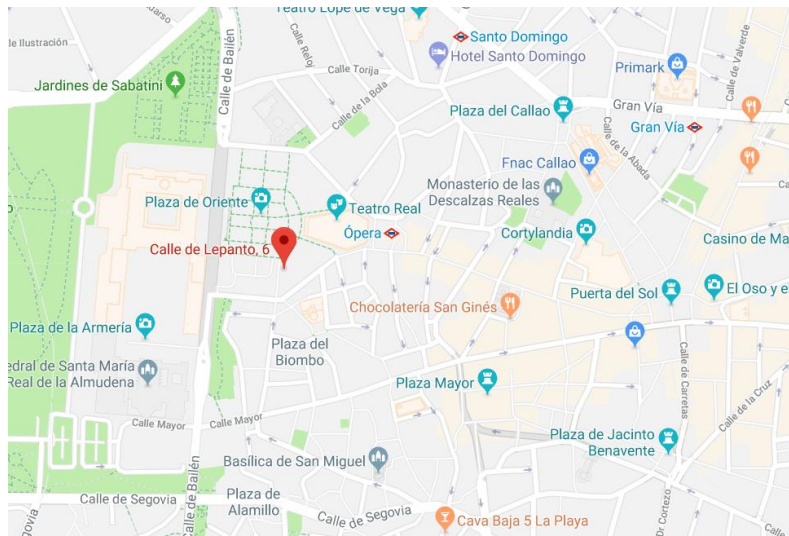 Teatro Lope de Vega
Santo Domingo
Hotel Santo Domingo
le Ilustración
Calle de Bailén
Calle Reloj
Calle Torija
Calle de la Bola
Jardines de Sabatini
Primark
Calle de Valverde
Gran Vía
Plaza del Callao
Gran Vía
Calle de la Abada
Fnac Callao
Monasterio de las
Descalzas Reales
Plaza de Oriente
Teatro Real
Ópera
Cortylandia
Casino de Ma
Calle de Lepanto, 6
Puerta del Sol
El Oso y e
Chocolatería San Ginés
Plaza de la Armería
Plaza del
Biombo
edral de Santa María
Real de la Almudena
Plaza Mayor
Calle de Carretas
Calle de la Cruz
Calle Mayor
Calle Mayor
Plaza de Jacinto
Benavente
Basílica de San Miguel
Calle de Bailén
Calle de Segovia
Plaza de
Alamillo
Calle de Segovia
Cava Baja 5 La Playa
Dr Cortezo
govia